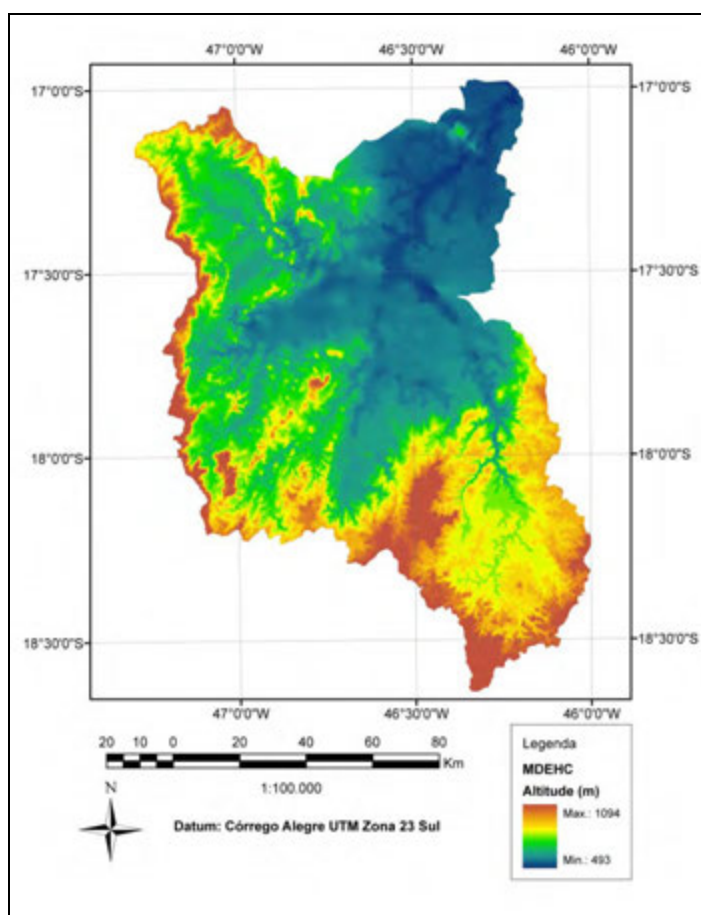 47°0'0"W 46°30'0"W 46°0'0"W
17°0'0"S 17°0'0"S
17°30'0"S 17°30'0"S
18°0'0"S 18°0'0"S
18°30'0"S 18°30'0"S
47°0'0"W 46°30'0"W 46°0'0"W
20 10 0 20 40 60 80
Km
N
1:100.000
Datum: Córrego Alegre UTM Zona 23 Sul
Legenda
MDEHC
Altitude (m)
Max.: 1094
Min.: 493